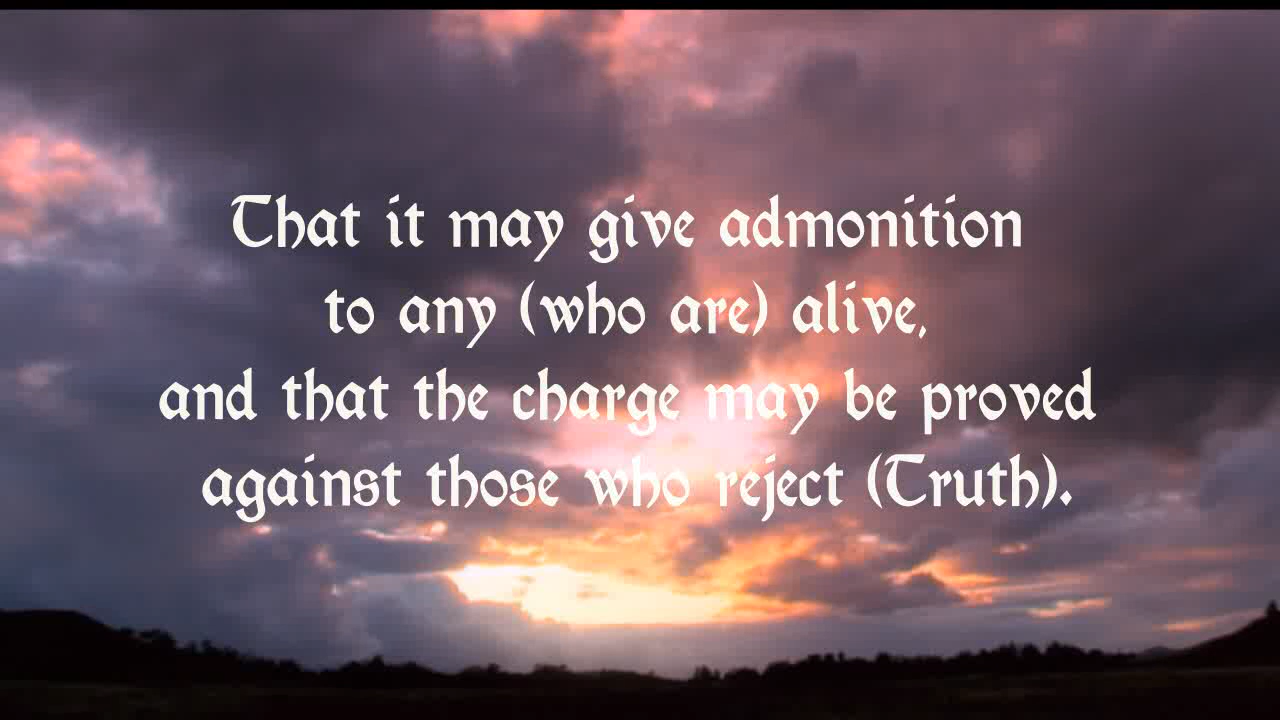 That it may give admonition
to any (who are) alive,
and that the charge may be proved
against those who reject (Truth).